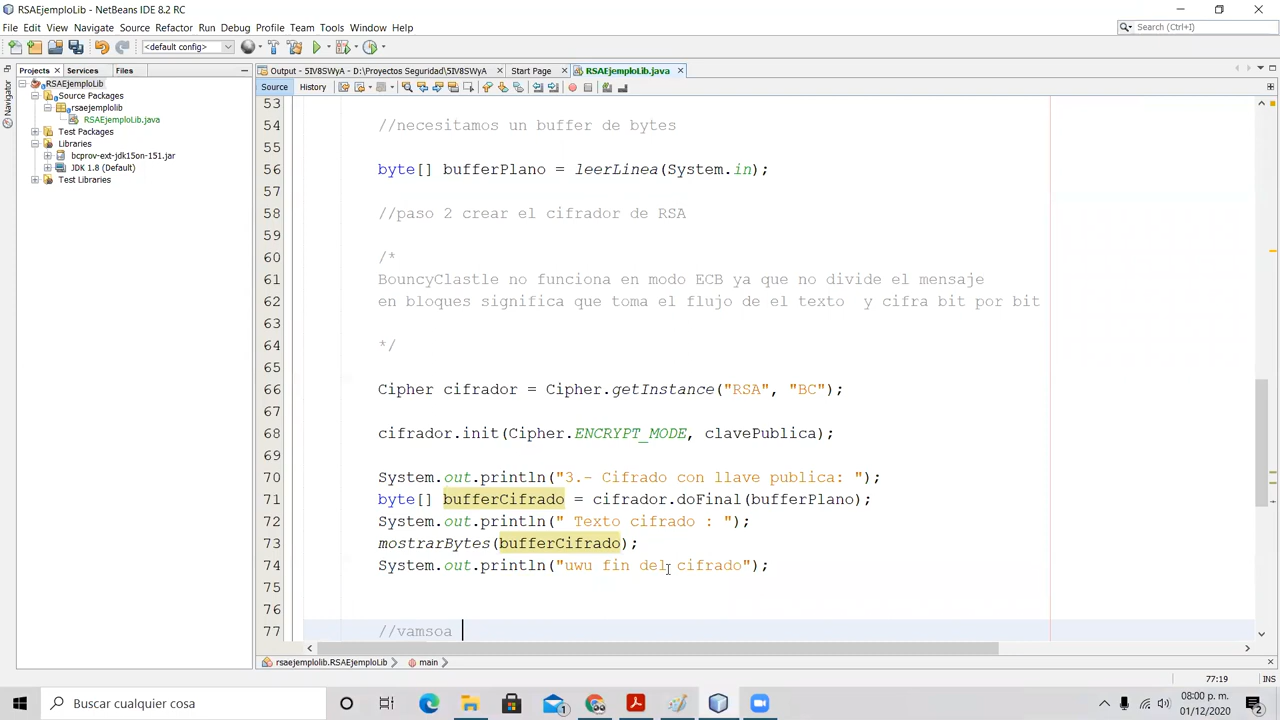 RSAEjemploLib - NetBeans IDE 8.2 RC
File Edit View Navigate Source Refactor Run Debug Profile Team Tools Window Help
Search (Ctrl+I)
<default config>
Projects Services Files
Output - 5IV8SWyA - D:\Proyectos Seguridad\5IV8SWyA
Start Page
RSAEjemploLib.java
Navigator
RSAEjemploLib
Source Packages
rsaejemplolib
RSAEjemploLib.java
Test Packages
Libraries
bcprov-ext-jdk15on-151.jar
JDK 1.8 (Default)
Test Libraries
Source History
53
54 //necesitamos un buffer de bytes
55
56 byte[] bufferPlano = leerLinea(System.in);
57
58 //paso 2 crear el cifrador de RSA
59
60 /*
61 BouncyClastle no funciona en modo ECB ya que no divide el mensaje
62 en bloques significa que toma el flujo de el texto  y cifra bit por bit
63
64 */
65
66 Cipher cifrador = Cipher.getInstance("RSA", "BC");
67
68 cifrador.init(Cipher.ENCRYPT_MODE, clavePublica);
69
70 System.out.println("3.- Cifrado con llave publica: ");
71 byte[] bufferCifrado = cifrador.doFinal(bufferPlano);
72 System.out.println(" Texto cifrado : ");
73 mostrarBytes(bufferCifrado);
74 System.out.println("uwu fin del cifrado");
75
76
77 //vamsoa
rsaejemplolib.RSAEjemploLib main
77:19 INS
Buscar cualquier cosa
1
08:00 p. m.
01/12/2020
2